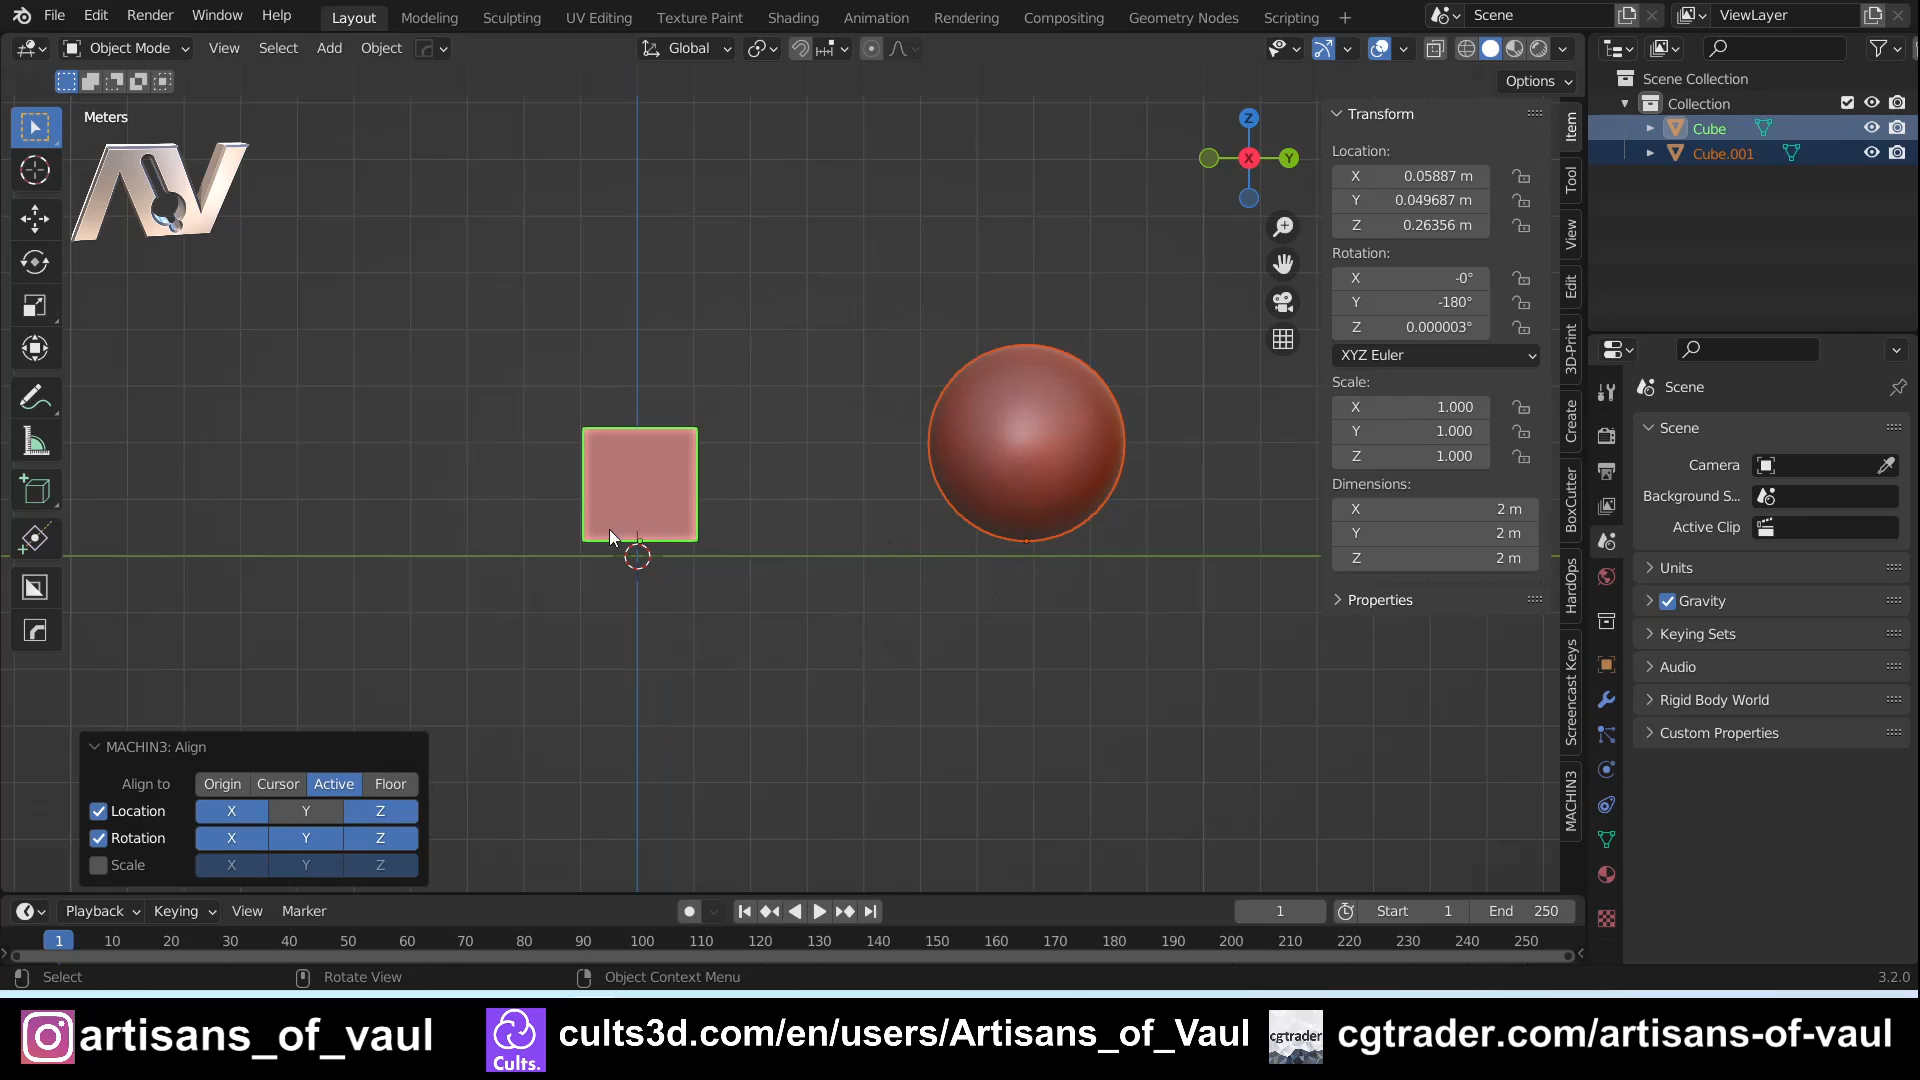 File Edit Render Window Help Layout Modeling Sculpting UV Editing Texture Paint Shading Animation Rendering Compositing Geometry Nodes Scripting + Scene ViewLayer
Object Mode View Select Add Object Global
Options
Meters
AV
Z
X
Y
Transform
Location:
X 0.05887 m
Y 0.049687 m
Z 0.26356 m
Rotation:
X -0°
Y -180°
Z 0.000003°
XYZ Euler
Scale:
X 1.000
Y 1.000
Z 1.000
Dimensions:
X 2 m
Y 2 m
Z 2 m
Properties
Item
Tool
View
Edit
3D-Print
Create
BoxCutter
HardOps
Screencast Keys
MACHIN3
Scene Collection
Collection
Cube
Cube.001
Scene
Scene
Camera
Background S...
Active Clip
Units
Gravity
Keying Sets
Audio
Rigid Body World
Custom Properties
MACHIN3: Align
Align to Origin Cursor Active Floor
Location X Y Z
Rotation X Y Z
Scale X Y Z
Playback Keying View Marker 1 Start 1 End 250
1 10 20 30 40 50 60 70 80 90 100 110 120 130 140 150 160 170 180 190 200 210 220 230 240 250
Select Rotate View Object Context Menu 3.2.0
artisans_of_vaul Cults. cults3d.com/en/users/Artisans_of_Vaul cgtrader cgtrader.com/artisans-of-vaul